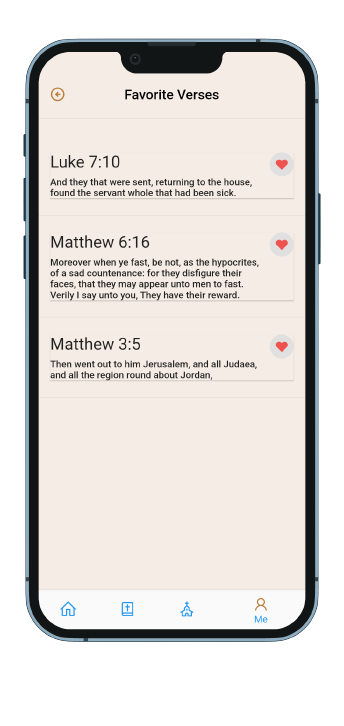 Favorite Verses
Luke 7:10
And they that were sent, returning to the house,
found the servant whole that had been sick.
Matthew 6:16
Moreover when ye fast, be not, as the hypocrites,
of a sad countenance: for they disfigure their
faces, that they may appear unto men to fast.
Verily I say unto you, They have their reward.
Matthew 3:5
Then went out to him Jerusalem, and all Judaea,
and all the region round about Jordan,
Me